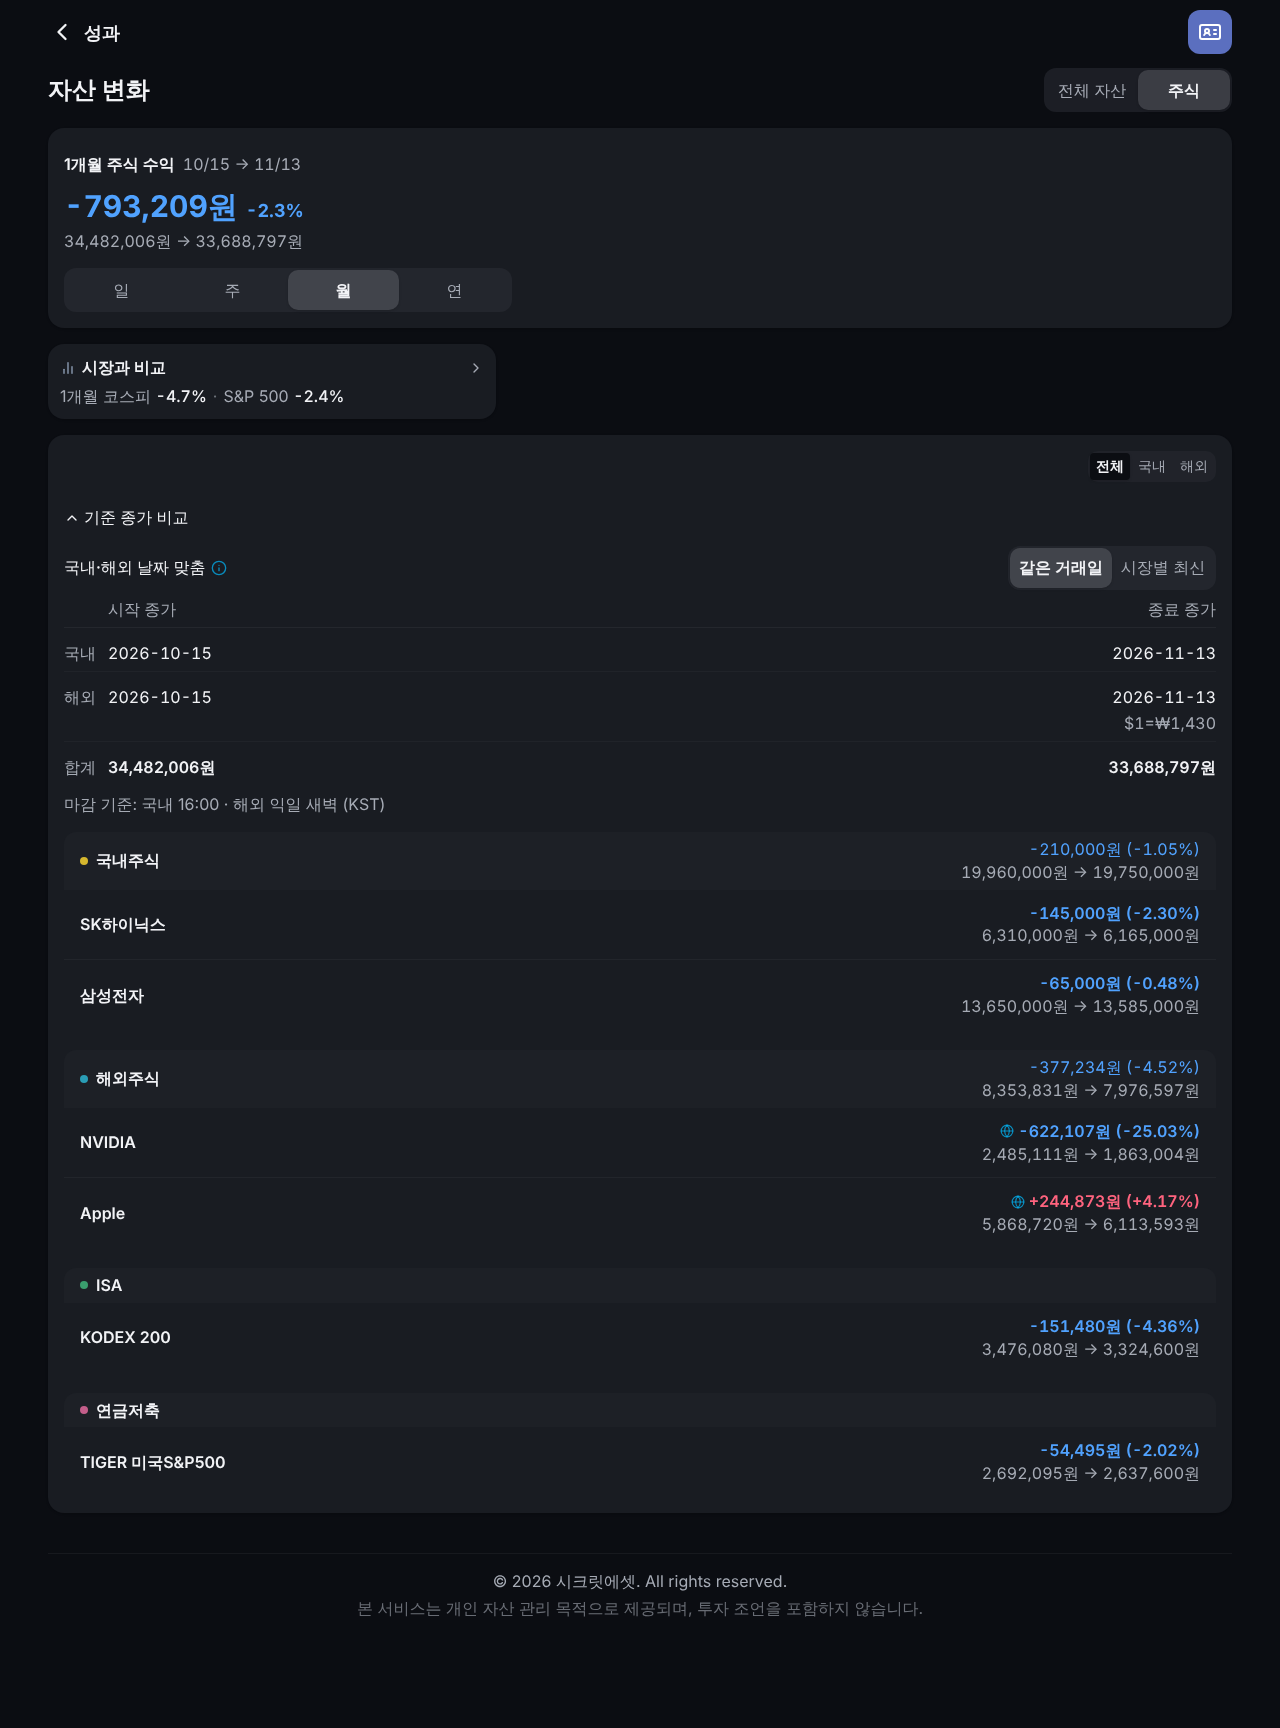 성과
자산 변화
전체 자산 주식
1개월 주식 수익 10/15 → 11/13
-793,209원 -2.3%
34,482,006원 → 33,688,797원
일 주 월 연
시장과 비교
1개월 코스피 -4.7% · S&P 500 -2.4%
전체 국내 해외
기준 종가 비교
국내·해외 날짜 맞춤
같은 거래일 시장별 최신
시작 종가 종료 종가
국내 2026-10-15 2026-11-13
해외 2026-10-15 2026-11-13
$1=₩1,430
합계 34,482,006원 33,688,797원
마감 기준: 국내 16:00 · 해외 익일 새벽 (KST)
국내주식 -210,000원 (-1.05%)
19,960,000원 → 19,750,000원
SK하이닉스 -145,000원 (-2.30%)
6,310,000원 → 6,165,000원
삼성전자 -65,000원 (-0.48%)
13,650,000원 → 13,585,000원
해외주식 -377,234원 (-4.52%)
8,353,831원 → 7,976,597원
NVIDIA -622,107원 (-25.03%)
2,485,111원 → 1,863,004원
Apple +244,873원 (+4.17%)
5,868,720원 → 6,113,593원
ISA
KODEX 200 -151,480원 (-4.36%)
3,476,080원 → 3,324,600원
연금저축
TIGER 미국S&P500 -54,495원 (-2.02%)
2,692,095원 → 2,637,600원
© 2026 시크릿에셋. All rights reserved.
본 서비스는 개인 자산 관리 목적으로 제공되며, 투자 조언을 포함하지 않습니다.